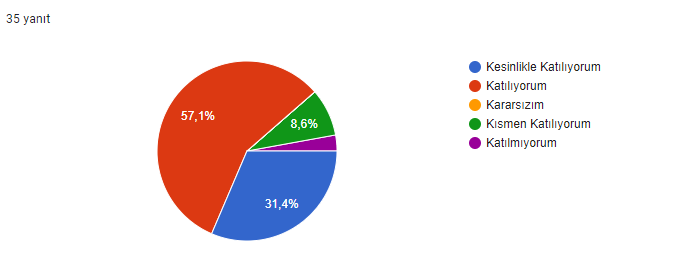 35 yanıt
Kesinlikle Katılıyorum
Katılıyorum
Kararsızım
Kısmen Katılıyorum
Katılmıyorum
57,1%
8,6%
31,4%